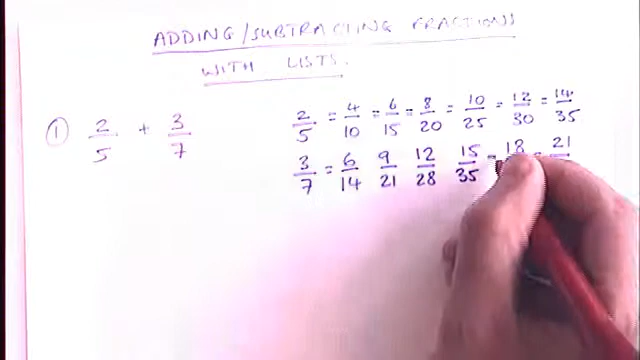 ADDING/SUBTRACTING FRACTIONS
WITH LISTS.
① 2/5 + 3/7
2/5 = 4/10 = 6/15 = 8/20 = 10/25 = 12/30 = 14/35
3/7 = 6/14 9/21 12/28 15/35 = 18 = 21